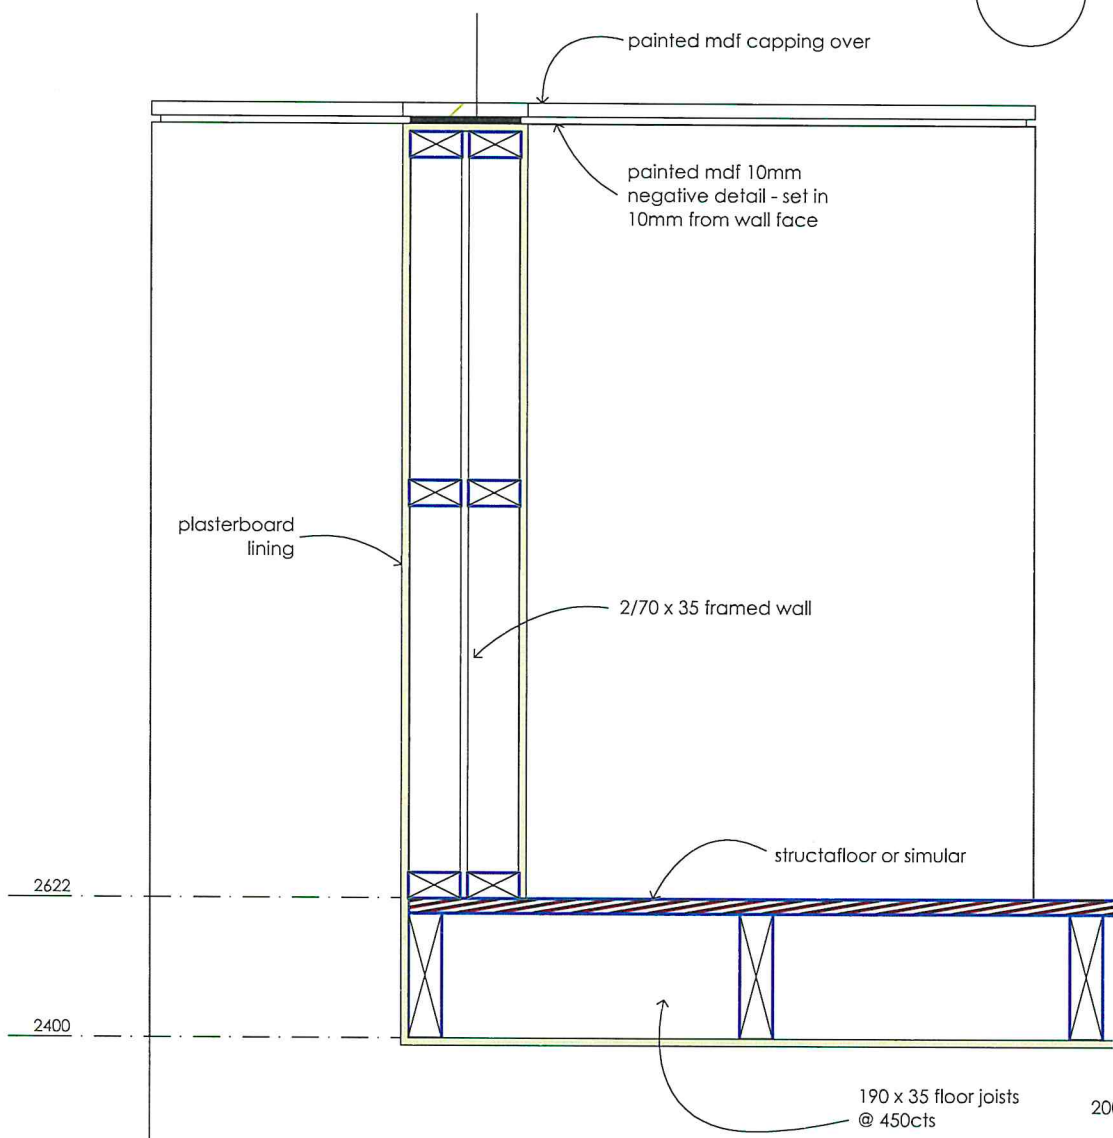 painted mdf capping over
painted mdf 10mm
negative detail - set in
10mm from wall face
plasterboard
lining
2/70 x 35 framed wall
structafloor or simular
2622
2400
190 x 35 floor joists
@ 450cts